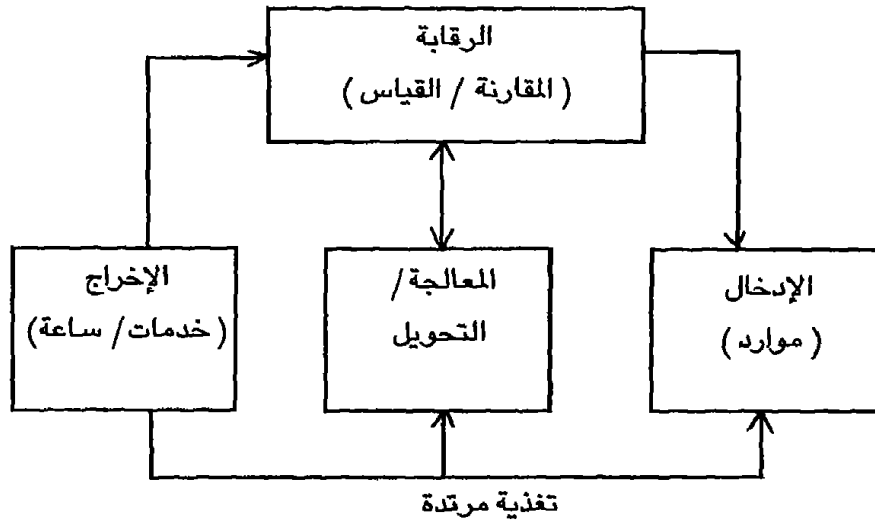 الرقابة
(المقارنة / القياس)
الإدخال
(موارد)
المعالجة/
التحويل
الإخراج
(خدمات/ ساعة)
تغذية مرتدة